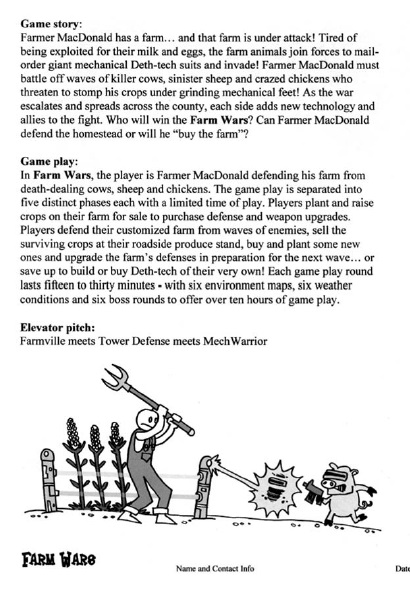 Game story:
Farmer MacDonald has a farm… and that farm is under attack! Tired of
being exploited for their milk and eggs, the farm animals join forces to mail-
order giant mechanical Deth-tech suits and invade! Farmer MacDonald must
battle off waves of killer cows, sinister sheep and crazed chickens who
threaten to stomp his crops under grinding mechanical feet! As the war
escalates and spreads across the county, each side adds new technology and
allies to the fight. Who will win the Farm Wars? Can Farmer MacDonald
defend the homestead or will he “buy the farm”?
Game play:
In Farm Wars, the player is Farmer MacDonald defending his farm from
death-dealing cows, sheep and chickens. The game play is separated into
five distinct phases each with a limited time of play. Players plant and raise
crops on their farm for sale to purchase defense and weapon upgrades.
Players defend their customized farm from waves of enemies, sell the
surviving crops at their roadside produce stand, buy and plant some new
ones and upgrade the farm’s defenses in preparation for the next wave… or
save up to build or buy Deth-tech of their very own! Each game play round
lasts fifteen to thirty minutes - with six environment maps, six weather
conditions and six boss rounds to offer over ten hours of game play.
Elevator pitch:
Farmville meets Tower Defense meets MechWarrior
FARM WARS
Name and Contact Info
Date